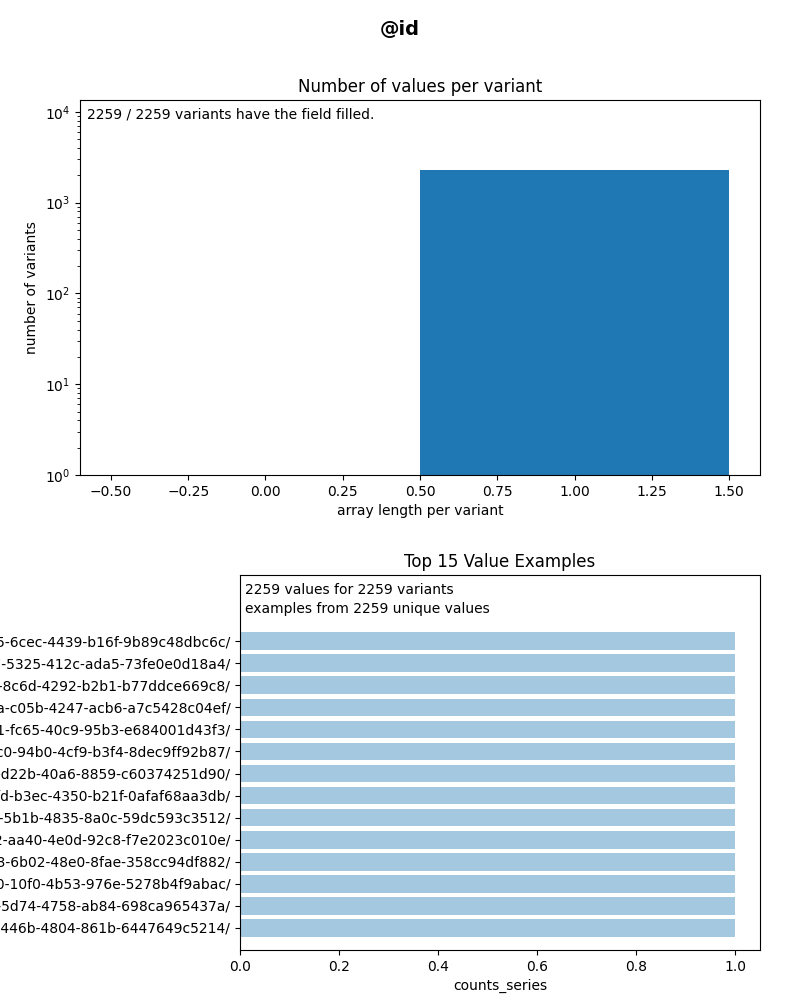 @id
Number of values per variant
2259 / 2259 variants have the field filled.
10⁴
10³
10²
10¹
10⁰
number of variants
−0.50 −0.25 0.00 0.25 0.50 0.75 1.00 1.25 1.50
array length per variant
Top 15 Value Examples
2259 values for 2259 variants
examples from 2259 unique values
-6cec-4439-b16f-9b89c48dbc6c/
-5325-412c-ada5-73fe0e0d18a4/
-8c6d-4292-b2b1-b77ddce669c8/
-c05b-4247-acb6-a7c5428c04ef/
-fc65-40c9-95b3-e684001d43f3/
c0-94b0-4cf9-b3f4-8dec9ff92b87/
d22b-40a6-8859-c60374251d90/
d-b3ec-4350-b21f-0afaf68aa3db/
-5b1b-4835-8a0c-59dc593c3512/
-aa40-4e0d-92c8-f7e2023c010e/
-6b02-48e0-8fae-358cc94df882/
-10f0-4b53-976e-5278b4f9abac/
-5d74-4758-ab84-698ca965437a/
446b-4804-861b-6447649c5214/
0.0 0.2 0.4 0.6 0.8 1.0
counts_series